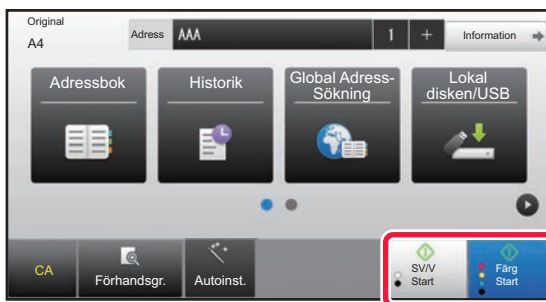 Original
A4
Adress AAA 1 + Information
Adressbok
Historik
Global Adress-
Sökning
Lokal
disken/USB
CA
Förhandsgr.
Autoinst.
SV/V
Start
Färg
Start